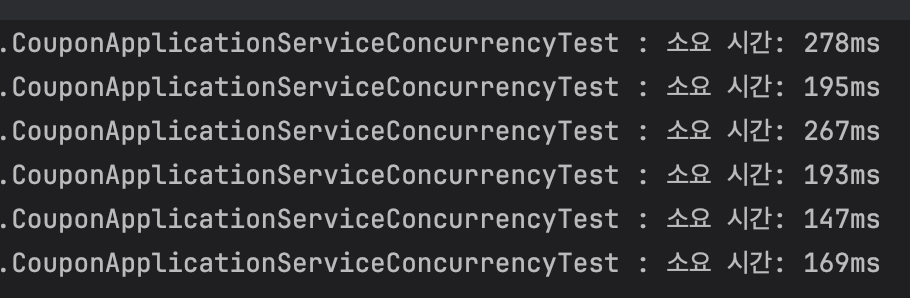 .CouponApplicationServiceConcurrencyTest : 소요 시간: 278ms
.CouponApplicationServiceConcurrencyTest : 소요 시간: 195ms
.CouponApplicationServiceConcurrencyTest : 소요 시간: 267ms
.CouponApplicationServiceConcurrencyTest : 소요 시간: 193ms
.CouponApplicationServiceConcurrencyTest : 소요 시간: 147ms
.CouponApplicationServiceConcurrencyTest : 소요 시간: 169ms